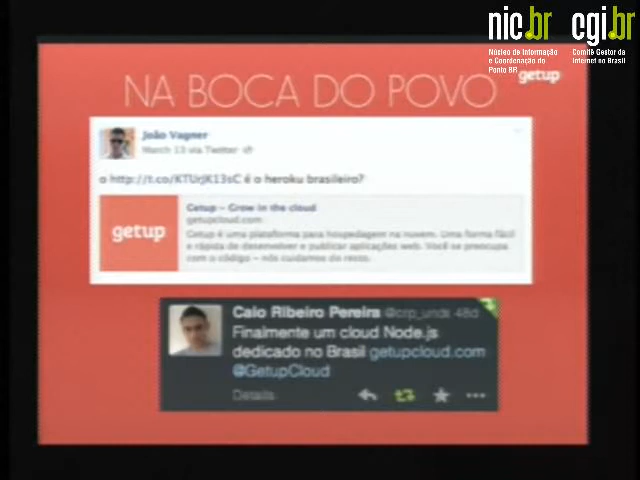 nic.br cgi.br
Núcleo de Informação
e Coordenação do
Ponto BR
Comitê Gestor da
Internet no Brasil
getup
NA BOCA DO POVO
João Vagner
March 13 via Twitter
o http://t.co/KTUrJK13sC é o heroku brasileiro?
getup
Getup – Grow in the cloud
getupcloud.com
Getup é uma plataforma para hospedagem na nuvem. Uma forma fácil
e rápida de desenvolver e publicar aplicações web. Você se preocupa
com o código – nós cuidamos do resto.
Caio Ribeiro Pereira @crp_unds 48d
Finalmente um cloud Node.js
dedicado no Brasil getupcloud.com
@GetupCloud
Details